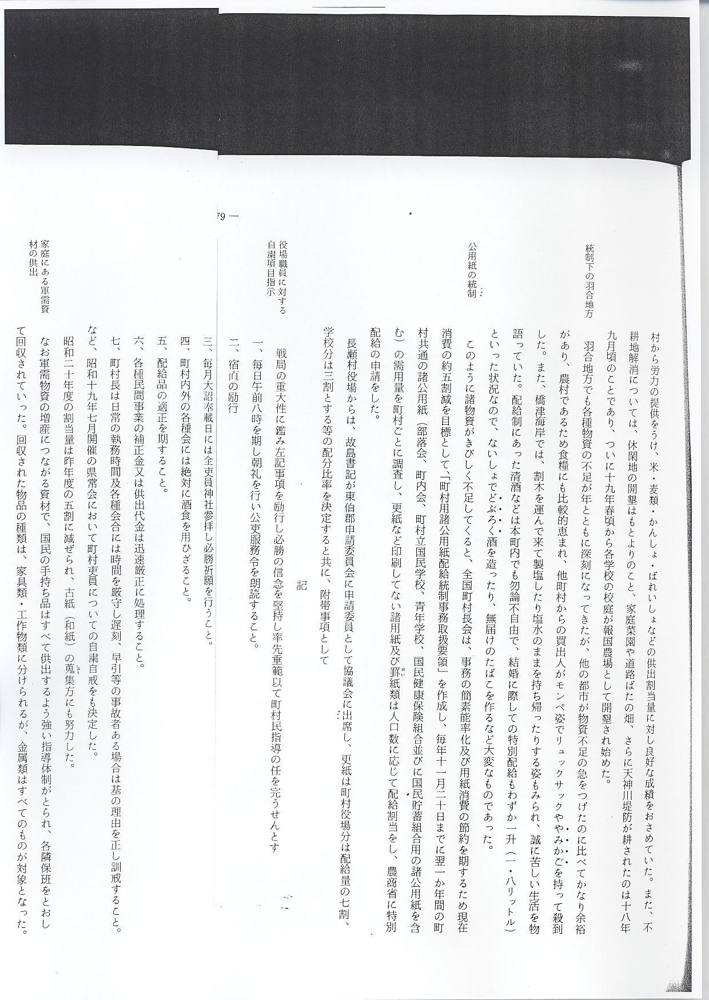 村から労力の提供をうけ、米・麦類・かんしょ・ばれいしょなどの供出割当量に対し良好な成績をおさめていた。また、不
耕地解消については、休閑地の開墾はもとよりのこと、家庭菜園や道路ばたの畑、さらに天神川堤防が耕されたのは十八年
九月頃のことであり、ついに十九年春頃から各学校の校庭が報国農場として開墾され始めた。
統制下の羽合地方
羽合地方でも各種物資の不足が年とともに深刻になってきたが、他の都市が物資不足の急をつげたのに比べてかなり余裕
があり、農村であるため食糧にも比較的恵まれ、他町村からの買出人がモンペ姿でリュックサックややみかごを持って殺到
した。また、橋津海岸では、割木を運んで来て製塩したり塩水のままを持ち帰ったりする姿もみられ、誠に苦しい生活を物
語っていた。配給制にあった清酒などは本町内でも勿論不自由で、結婚に際しての特別配給もわずか一升（一・八リットル）
といった状況なので、ないしょでどぶろく酒を造ったり、無届けのたばこを作るなど大変なものであった。
公用紙の統制
このように諸物資がきびしく不足してくると、全国町村長会は、事務の簡素能率化及び用紙消費の節約を期するため現在
消費の約五割減を目標として、「町村用諸公用紙配給統制事務取扱要領」を作成し、毎年十一月二十日までに翌一か年間の町
村共通の諸公用紙（部落会、町内会、町村立国民学校、青年学校、国民健康保険組合並びに国民貯蓄組合用の諸公用紙を含
む）の需用量を町村ごとに調査し、更紙など印刷してない諸用紙及び罫紙類は人口数に応じて配給割当をし、農商省に特別
けい
配給の申請をした。
長瀬村役場からは、故島書記が東伯郡申請委員会に申請委員として協議会に出席し、更紙は町村役場分は配給量の七割、
学校分は三割とする等の配分比率を決定すると共に、附帯事項として
記
役場職員に対する
自粛項目指示
戦局の重大性に鑑み左記事項を励行し必勝の信念を堅持し率先垂範以て町村民指導の任を完うせんとす
一、毎日午前八時を期し朝礼を行い公吏服務令を朗読すること。
79 —
二、宿直の励行
三、毎月大詔奉載日には全吏員神社参拝し必勝祈願を行うこと。
四、町村内外の各種会には絶対に酒食を用ひざること。
五、配給品の適正を期すること。
六、各種民間事業の補正金又は供出代金は迅速厳正に処理すること。
七、町村長は日常の執務時間及各種会合には時間を厳守し遅刻、早引等の事故者ある場合は基の理由を正し訓戒すること。
など、昭和十九年七月開催の県常会において町村吏員についての自粛自戒をも決定した。
昭和二十年度の割当量は昨年度の五割に減ぜられ、古紙（和紙）の蒐集方にも努力した。
しゅう
家庭にある軍需資
材の供出
なお軍需物資の増産につながる資材で、国民の手持ち品はすべて供出するよう強い指導体制がとられ、各隣保班をとおし
て回収されていった。回収された物品の種類は、家具類・工作物類に分けられるが、金属類はすべてのものが対象となった。